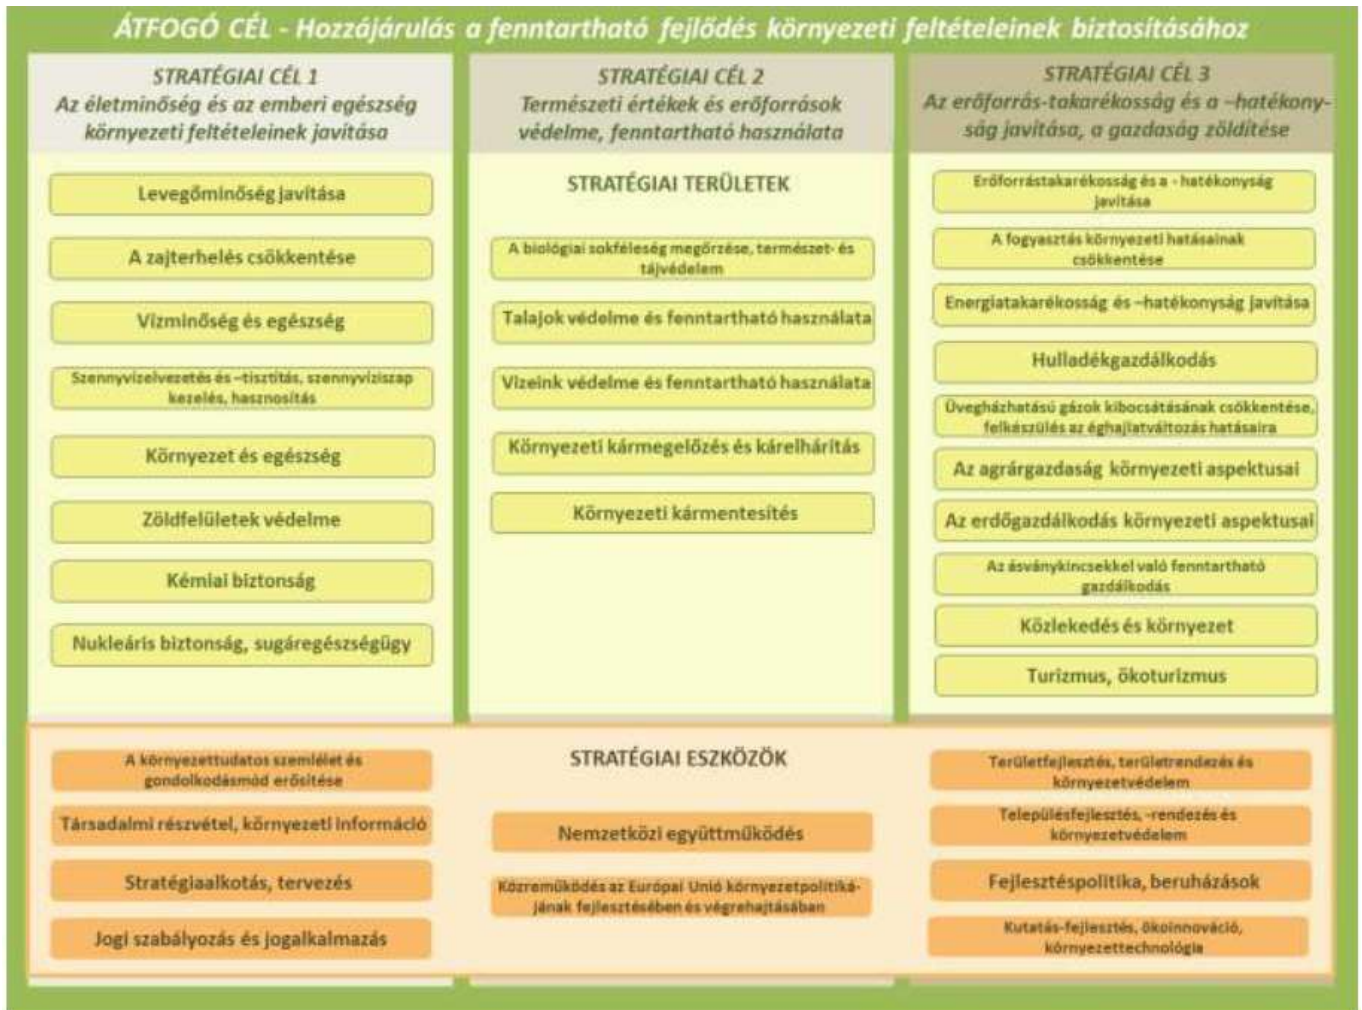 ÁTFOGÓ CÉL - Hozzájárulás a fenntartható fejlődés környezeti feltételeinek biztosításához
STRATÉGIAI CÉL 1
Az életminőség és az emberi egészség
környezeti feltételeinek javítása
Levegőminőség javítása
A zajterhelés csökkentése
Vízminőség és egészség
Szennyvízelvezetés és –tisztítás, szennyvíziszap
kezelés, hasznosítás
Környezet és egészség
Zöldfelületek védelme
Kémiai biztonság
Nukleáris biztonság, sugáregészségügy
STRATÉGIAI CÉL 2
Természeti értékek és erőforrások
védelme, fenntartható használata
STRATÉGIAI TERÜLETEK
A biológiai sokféleség megőrzése, természet- és
tájvédelem
Talajok védelme és fenntartható használata
Vizeink védelme és fenntartható használata
Környezeti kármegelőzés és kárelhárítás
Környezeti kármentesítés
STRATÉGIAI CÉL 3
Az erőforrás-takarékosság és a –hatékony-
ság javítása, a gazdaság zöldítése
Erőforrástakarékosság és a - hatékonyság
javítása
A fogyasztás környezeti hatásainak
csökkentése
Energiatakarékosság és –hatékonyság javítása
Hulladékgazdálkodás
Üvegházhatású gázok kibocsátásának csökkentése,
felkészülés az éghajlatváltozás hatásaira
Az agrárgazdaság környezeti aspektusai
Az erdőgazdálkodás környezeti aspektusai
Az ásványkincsekkel való fenntartható
gazdálkodás
Közlekedés és környezet
Turizmus, ökoturizmus
A környezettudatos szemlélet és
gondolkodásmód erősítése
Társadalmi részvétel, környezeti információ
Stratégiaalkotás, tervezés
Jogi szabályozás és jogalkalmazás
STRATÉGIAI ESZKÖZÖK
Nemzetközi együttműködés
Közreműködés az Európai Unió környezetpolitiká-
jának fejlesztésében és végrehajtásában
Területfejlesztés, területrendezés és
környezetvédelem
Településfejlesztés, -rendezés és
környezetvédelem
Fejlesztéspolitika, beruházások
Kutatás-fejlesztés, ökoinnováció,
környezettechnológia